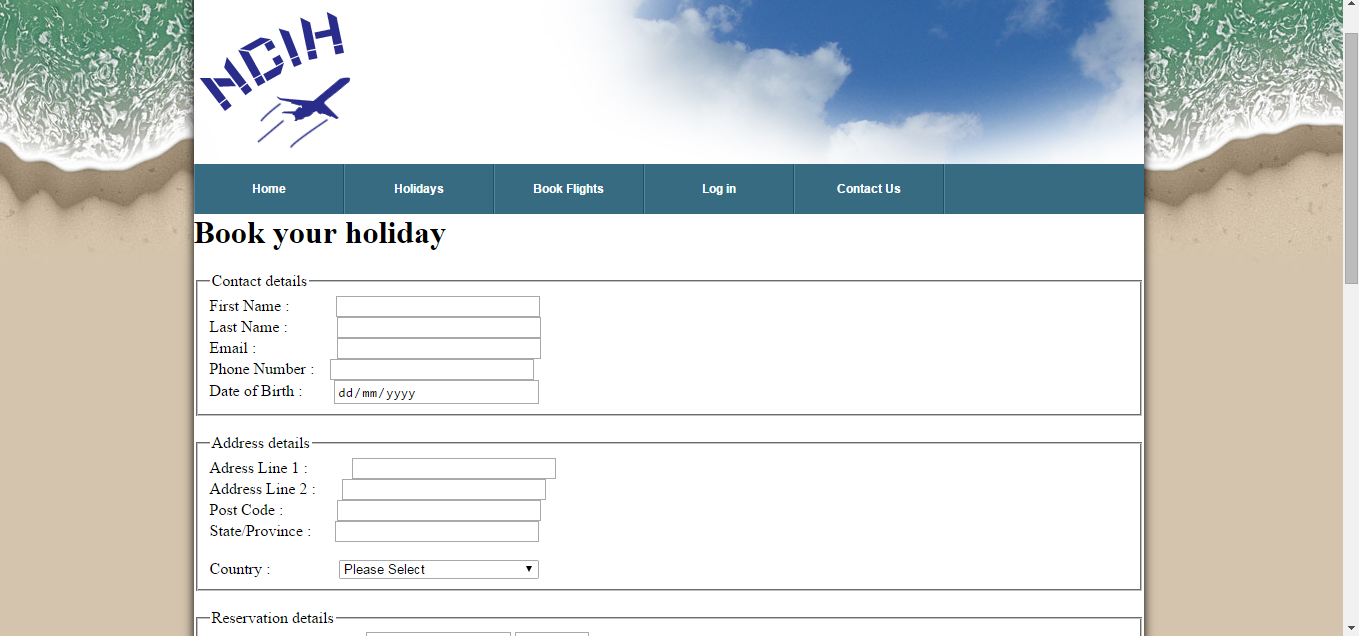 NCIH
Home Holidays Book Flights Log in Contact Us
Book your holiday
Contact details
First Name :
Last Name :
Email :
Phone Number :
Date of Birth : dd/mm/yyyy
Address details
Adress Line 1 :
Address Line 2 :
Post Code :
State/Province :
Country : Please Select
Reservation details